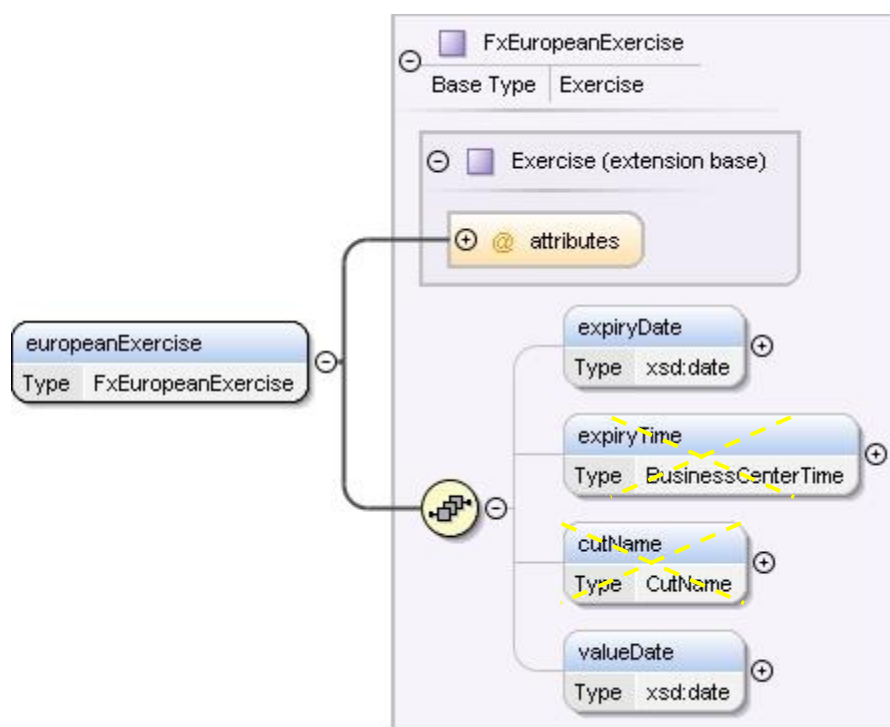 FxEuropeanExercise
Base Type Exercise
Exercise (extension base)
@ attributes
europeanExercise
Type FxEuropeanExercise
expiryDate
Type xsd:date
expiryTime
Type BusinessCenterTime
cutName
Type CutName
valueDate
Type xsd:date